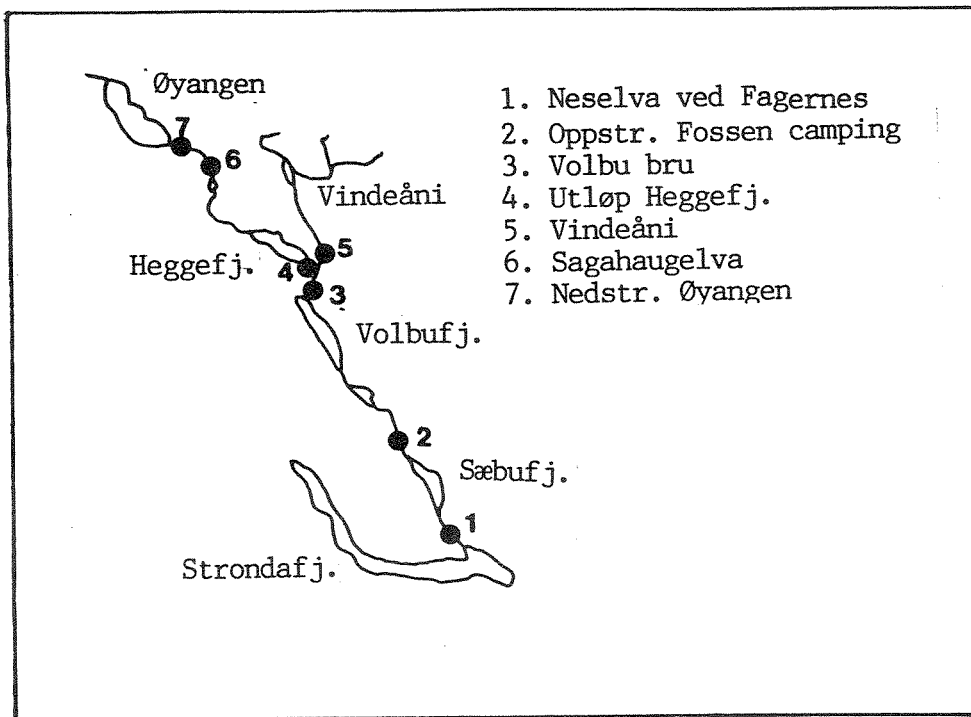 Øyangen
7
6
Vindeåni
5
Heggefj.
4
3
Volbufj.
2
Sæbufj.
1
Strondafj.
1. Neselva ved Fagernes
2. Oppstr. Fossen camping
3. Volbu bru
4. Utløp Heggefj.
5. Vindeåni
6. Sagahaugelva
7. Nedstr. Øyangen